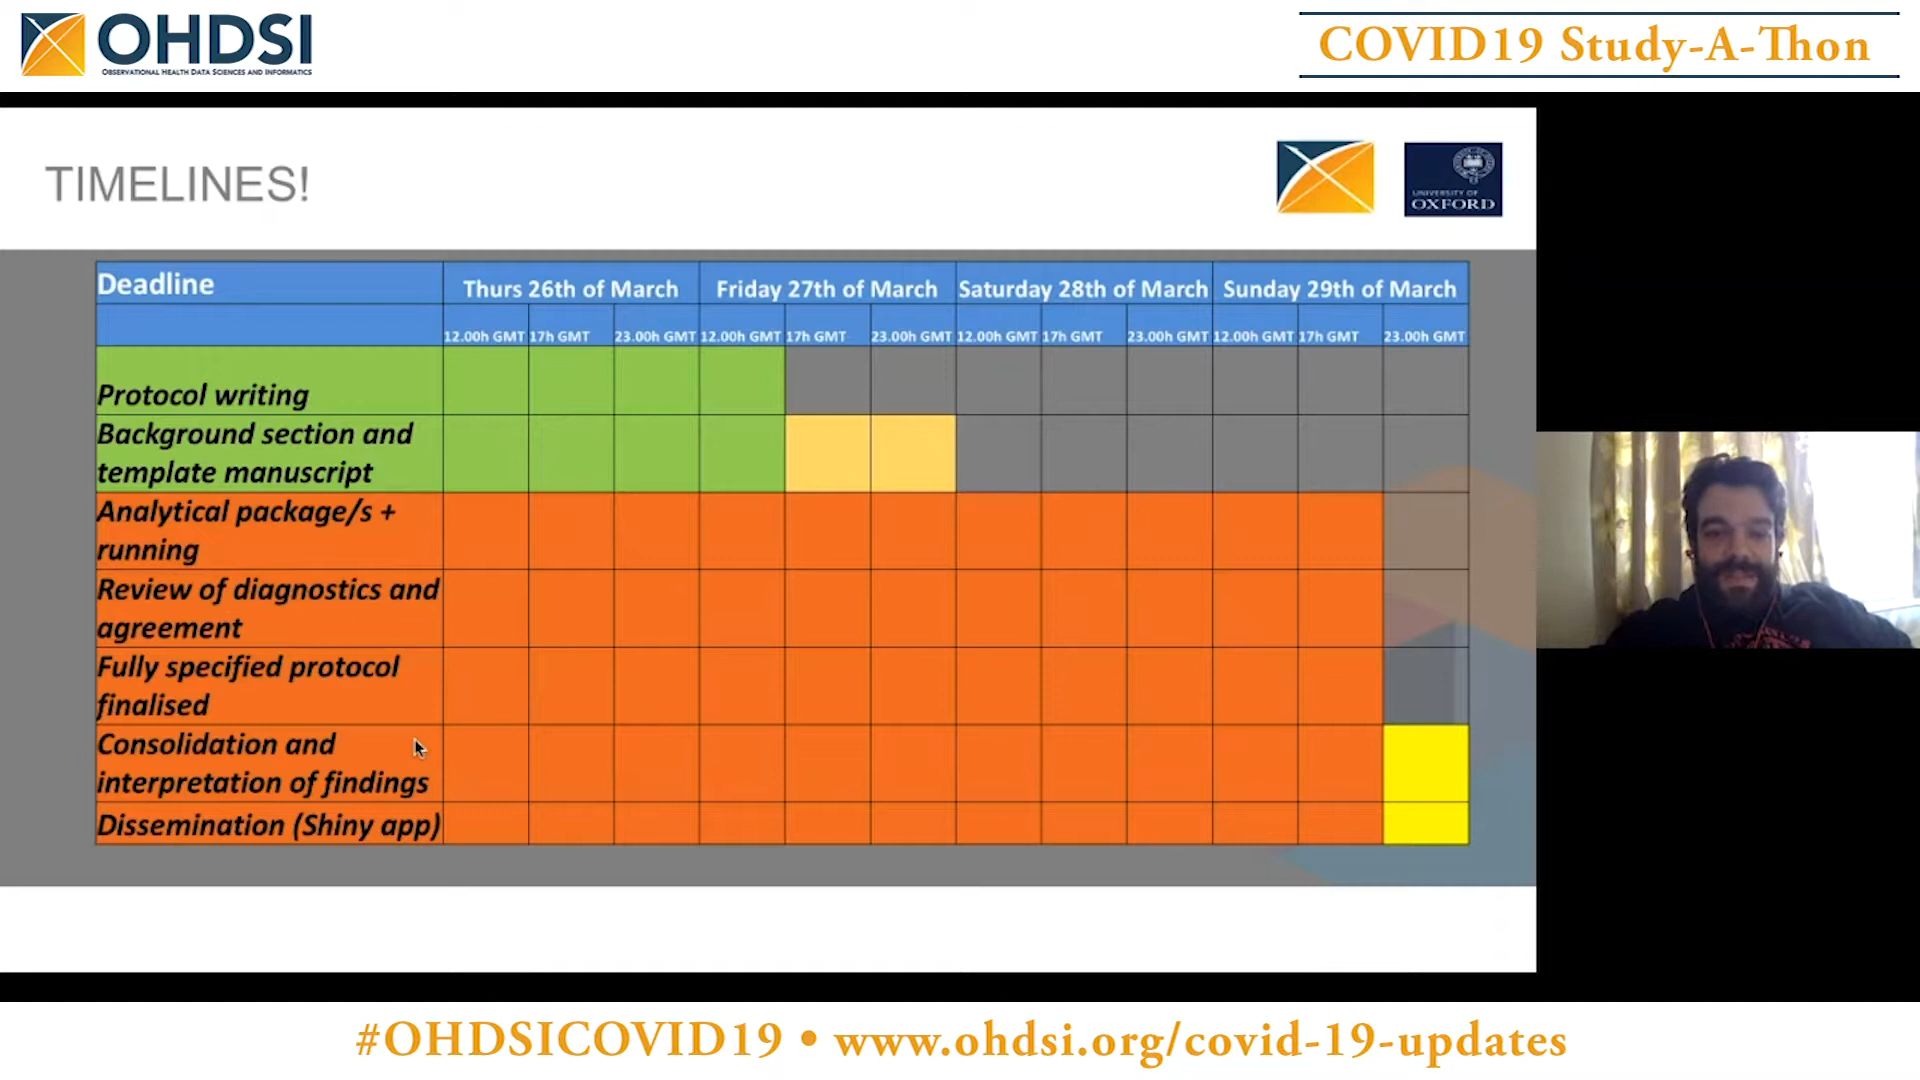 OHDSI
OBSERVATIONAL HEALTH DATA SCIENCES AND INFORMATICS
COVID19 Study-A-Thon
TIMELINES!
UNIVERSITY OF
OXFORD
Deadline
Thurs 26th of March
Friday 27th of March
Saturday 28th of March
Sunday 29th of March
12.00h GMT 17h GMT 23.00h GMT 12.00h GMT 17h GMT 23.00h GMT 12.00h GMT 17h GMT 23.00h GMT 12.00h GMT 17h GMT 23.00h GMT
Protocol writing
Background section and
template manuscript
Analytical package/s +
running
Review of diagnostics and
agreement
Fully specified protocol
finalised
Consolidation and
interpretation of findings
Dissemination (Shiny app)
#OHDSICOVID19 • www.ohdsi.org/covid-19-updates